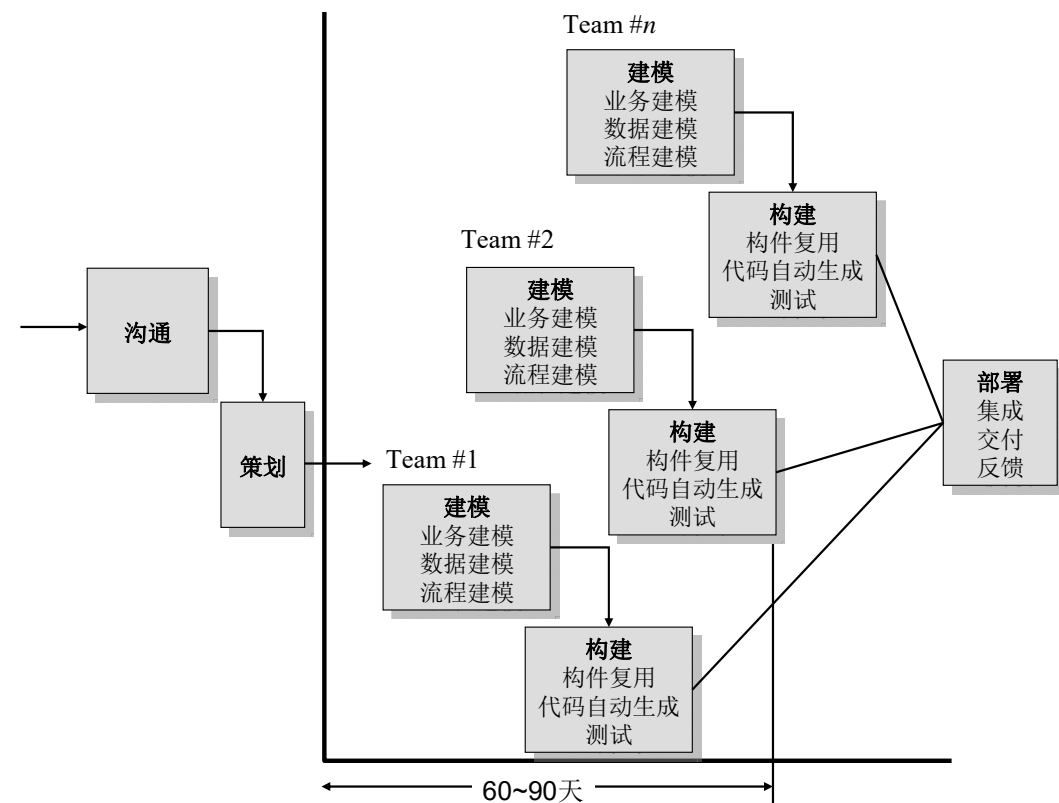 Team #n
建模
业务建模
数据建模
流程建模
构建
构件复用
代码自动生成
测试
Team #2
建模
业务建模
数据建模
流程建模
构建
构件复用
代码自动生成
测试
沟通
策划
Team #1
建模
业务建模
数据建模
流程建模
构建
构件复用
代码自动生成
测试
部署
集成
交付
反馈
60~90天